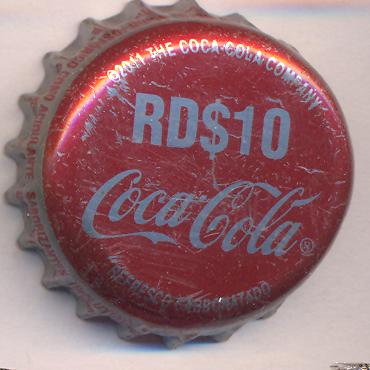 ©2011 THE COCA-COLA COMPANY
RD$10
Coca-Cola®
REFRESCO CARBONATADO